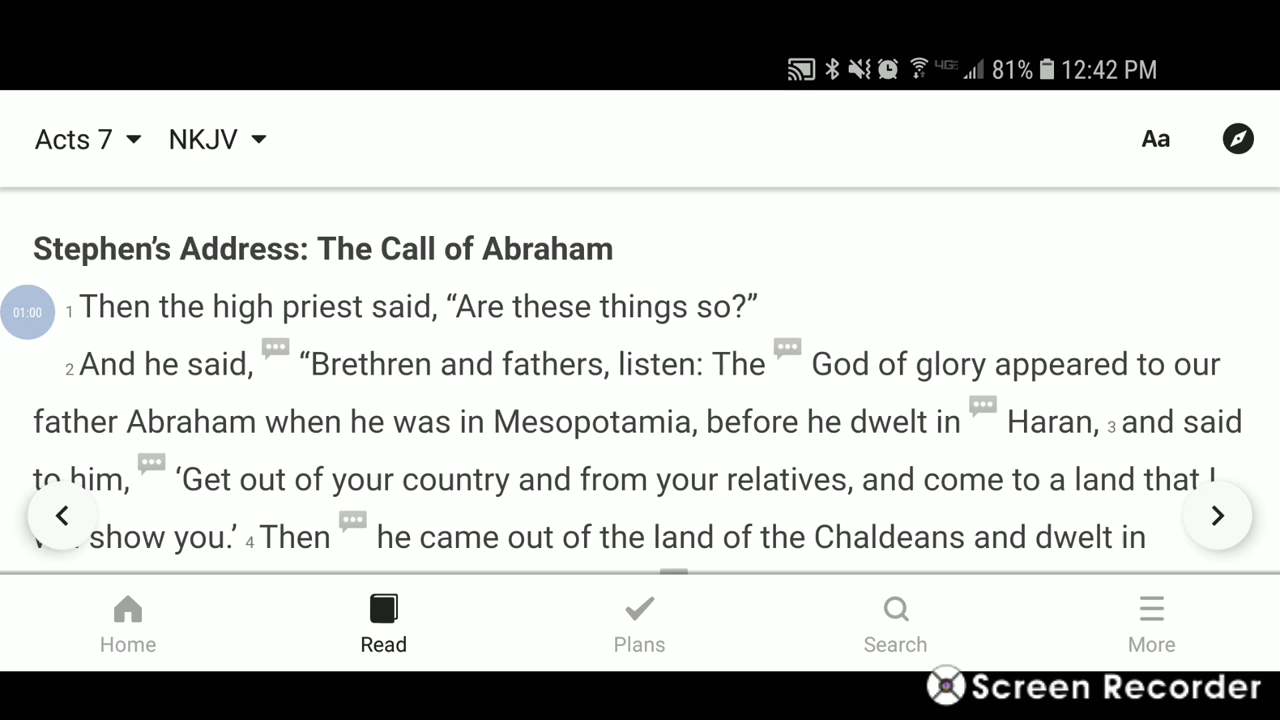 4GE 81% 12:42 PM
Acts 7 NKJV Aa
Stephen’s Address: The Call of Abraham
01:00
1 Then the high priest said, “Are these things so?”
2 And he said, “Brethren and fathers, listen: The God of glory appeared to our
father Abraham when he was in Mesopotamia, before he dwelt in Haran, 3 and said
to him, ‘Get out of your country and from your relatives, and come to a land that I
show you.’ 4 Then he came out of the land of the Chaldeans and dwelt in
Home Read Plans Search More
Screen Recorder